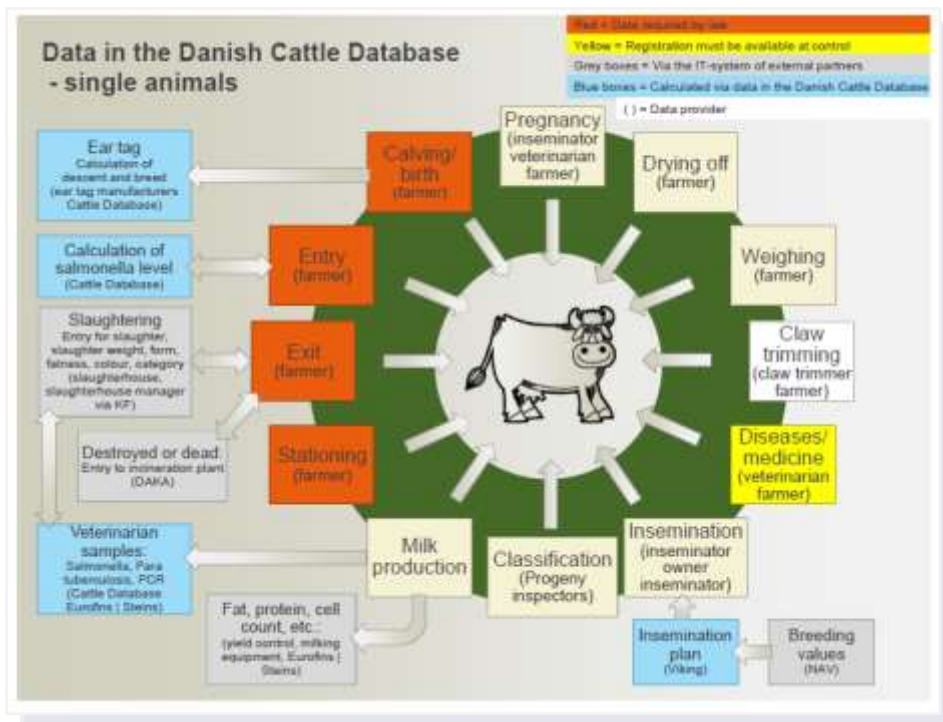 Data in the Danish Cattle Database
- single animals
Red = Data required by law
Yellow = Registration must be available at control
Grey boxes = Via the IT-system of external partners
Blue boxes = Calculated via data in the Danish Cattle Database
( ) = Data provider
Ear tag
Calculation of
descent and breed
(ear tag manufacturers
Cattle Database)
Calving/
birth
(farmer)
Pregnancy
(inseminator
veterinarian
farmer)
Drying off
(farmer)
Calculation of
salmonella level
(Cattle Database)
Entry
(farmer)
Weighing
(farmer)
Slaughtering
Entry for slaughter,
slaughter weight, form,
fatness, colour, category
(slaughterhouse,
slaughterhouse manager
via KF)
Exit
(farmer)
Claw
trimming
(claw trimmer
farmer)
Destroyed or dead
Entry to incineration plant
(DAKA)
Stationing
(farmer)
Diseases/
medicine
(veterinarian
farmer)
Veterinarian
samples:
Salmonella, Para
tuberculosis, PCR
(Cattle Database
Eurofins | Steins)
Milk
production
Classification
(Progeny
inspectors)
Insemination
(inseminator
owner
inseminator)
Fat, protein, cell
count, etc.:
(yield control, milking
equipment, Eurofins |
Steins)
Insemination
plan
(Viking)
Breeding
values
(NAV)